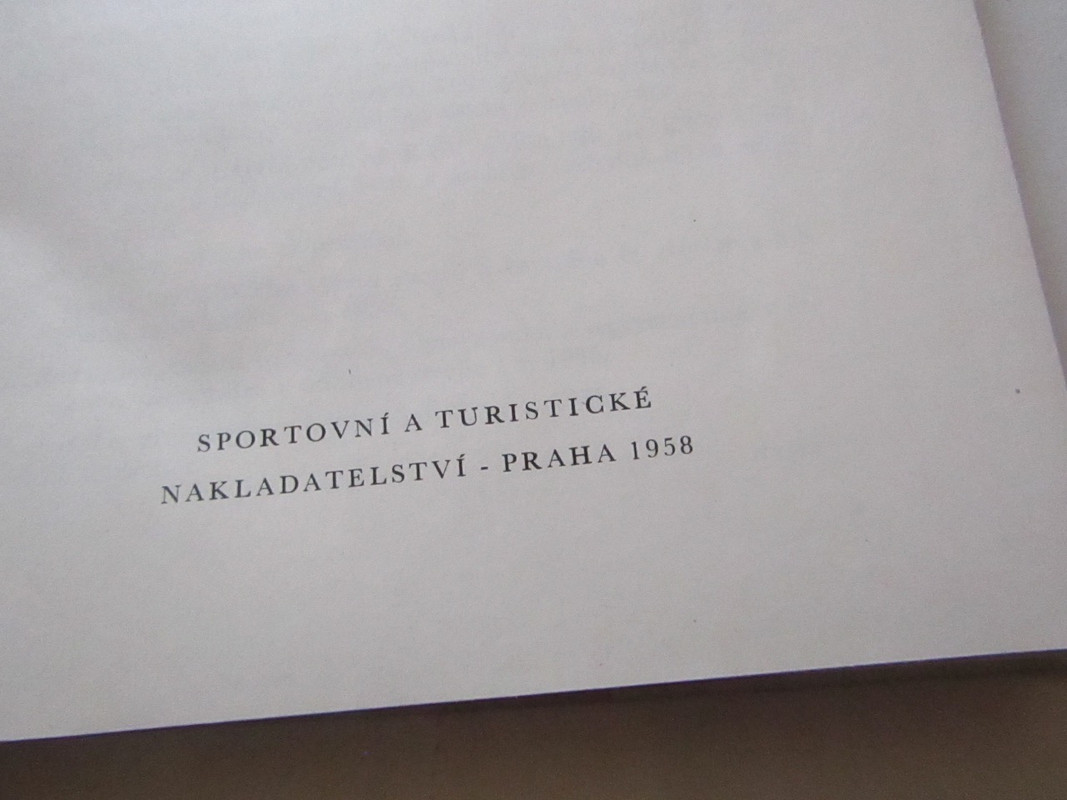 SPORTOVNÍ A TURISTICKÉ
NAKLADATELSTVÍ - PRAHA 1958